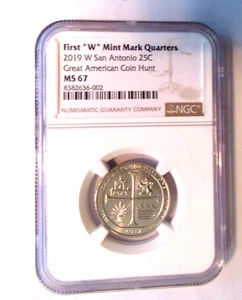 First "W" Mint Mark Quarters
2019 W San Antonio 25C
Great American Coin Hunt
MS 67
8382636-002
NUMISMATIC GUARANTY COMPANY
NGC
2019